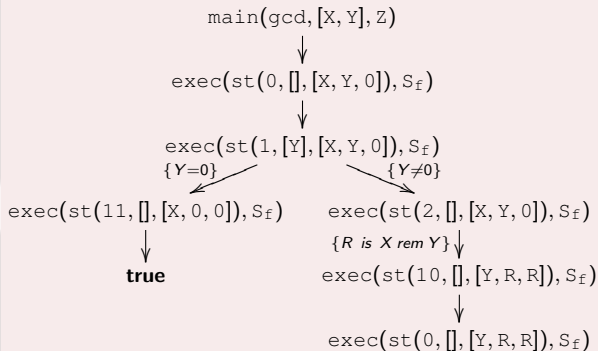 main(gcd,[X,Y],Z)
exec(st(0,[],[X,Y,0]),Sf)
exec(st(1,[Y],[X,Y,0]),Sf)
{Y=0} {Y≠0}
exec(st(11,[],[X,0,0]),Sf) exec(st(2,[],[X,Y,0]),Sf)
{R is X rem Y}
true exec(st(10,[],[Y,R,R]),Sf)
exec(st(0,[],[Y,R,R]),Sf)